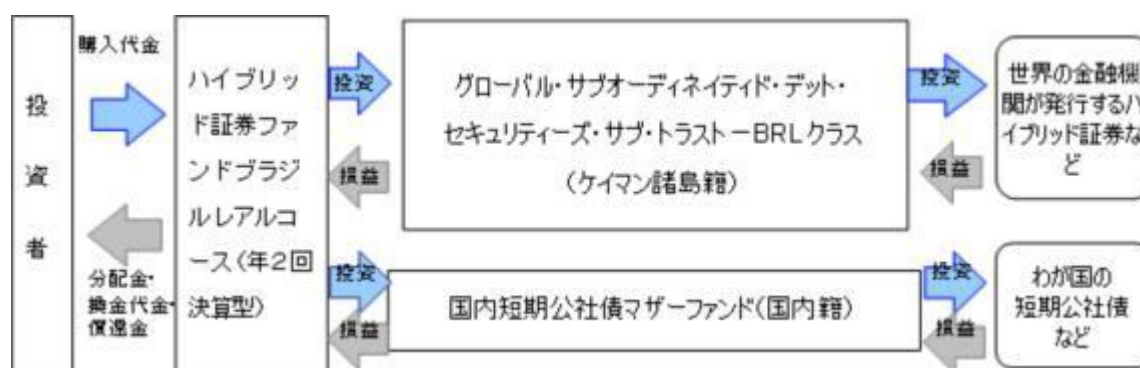 投資者
購入代金
分配金・
換金代金・
償還金
ハイブリッ
ド証券ファ
ンドブラジ
ルレアルコ
ース(年2回
決算型)
投資
損益
投資
損益
グローバル・サブオーディネイティド・デット・
セキュリティーズ・サブ・トラストーBRLクラス
(ケイマン諸島籍)
国内短期公社債マザーファンド(国内籍)
投資
損益
投資
損益
世界の金融機
関が発行するハ
イブリッド証券な
ど
わが国の
短期公社債
など